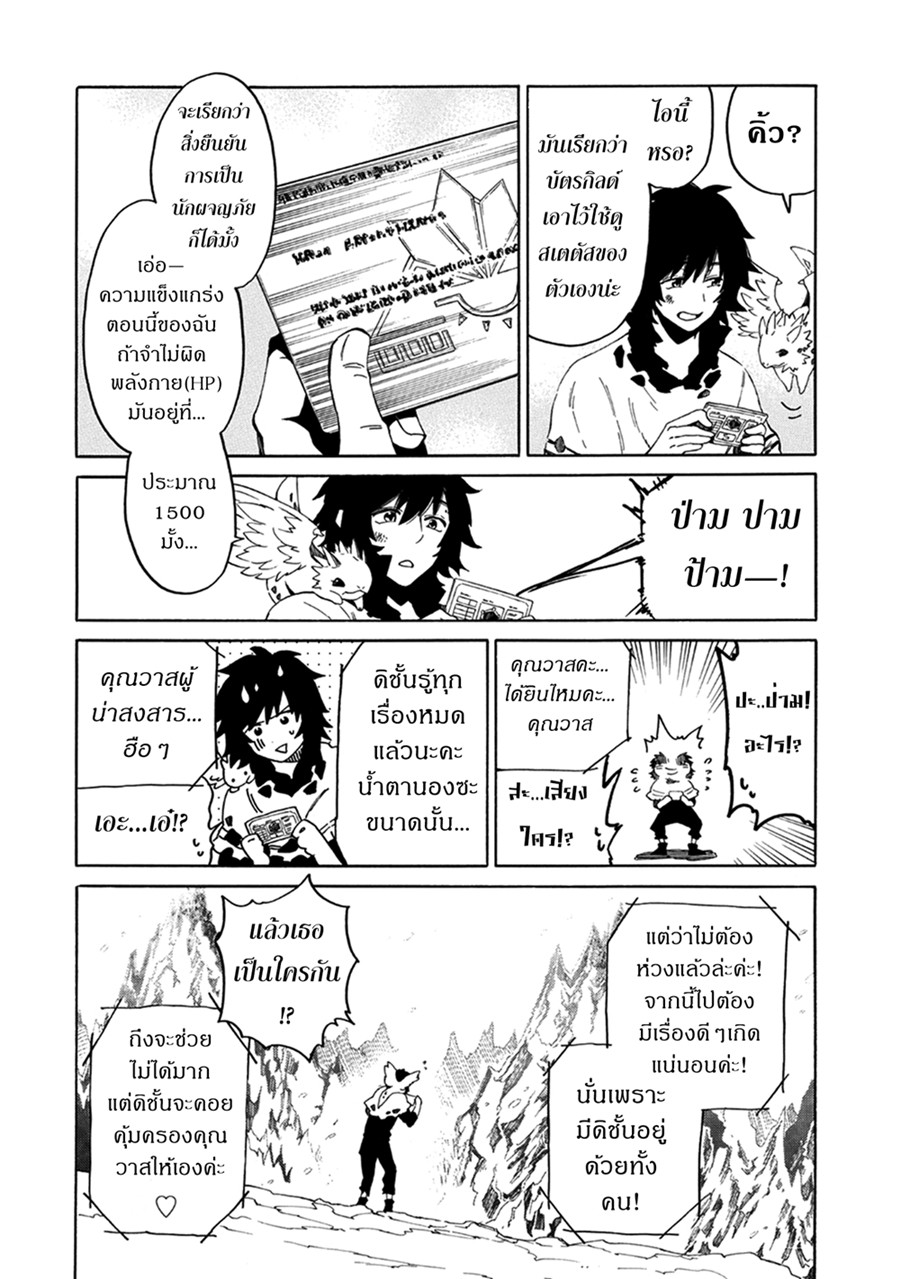 คิ้ว?
ไอนี้
หรอ?
มันเรียกว่า
บัตรกิลด์
เอาไว้ใช้ดู
สเตตัสของ
ตัวเองน่ะ
จะเรียกว่า
สิ่งยืนยัน
การเป็น
นักผจญภัย
ก็ได้มั้ง
เอ่อ—
ความแข็งแกร่ง
ตอนนี้ของฉัน
ถ้าจำไม่ผิด
พลังกาย(HP)
มันอยู่ที่...
ประมาณ
1500
มั้ง...
ป่าม ปาม
ป้าม—!
ปะ..ป่าม!
อะไร!?
คุณวาสคะ...
ได้ยินไหมคะ...
คุณวาส
สะ...เสียง
ใคร!?
ดิชั้นรู้ทุก
เรื่องหมด
แล้วนะคะ
น้ำตานองซะ
ขนาดนั้น...
คุณวาสผู้
น่าสงสาร...
ฮือๆ
เอะ...เอ๋!?
แต่ว่าไม่ต้อง
ห่วงแล้วล่ะค่ะ!
จากนี้ไปต้อง
มีเรื่องดีๆเกิด
แน่นอนค่ะ!
นั่นเพราะ
มีดิชั้นอยู่
ด้วยทั้ง
คน!
แล้วเธอ
เป็นใครกัน
!?
ถึงจะช่วย
ไม่ได้มาก
แต่ดิชั้นจะคอย
คุ้มครองคุณ
วาสให้เองค่ะ
♡